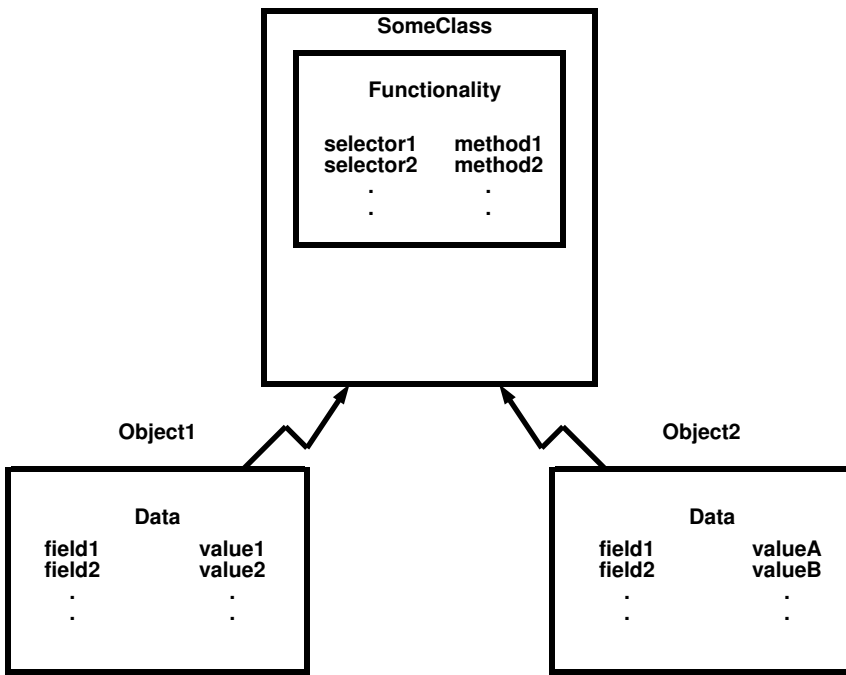 SomeClass
Functionality
selector1 method1
selector2 method2
. .
. .
Object1 Object2
Data Data
field1 value1 field1 valueA
field2 value2 field2 valueB
. . . .
. . . .